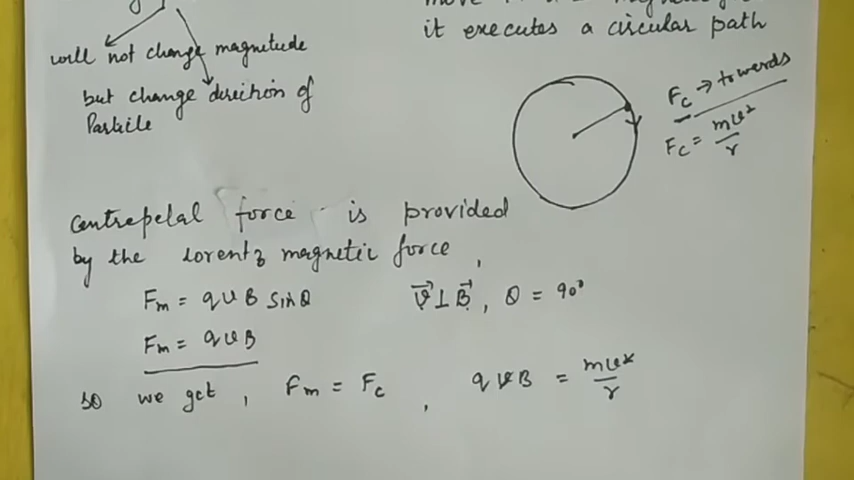 it executes a circular path
will not change magnitude
but change direction of
Particle
Fc → towards
Fc = mv²/r
centrepetal force is provided
by the lorentz magnetic force,
Fm = qvB sinθ
v⃗ ⊥ B⃗, θ = 90°
Fm = qvB
so we get, Fm = Fc, qvB = mv²/r